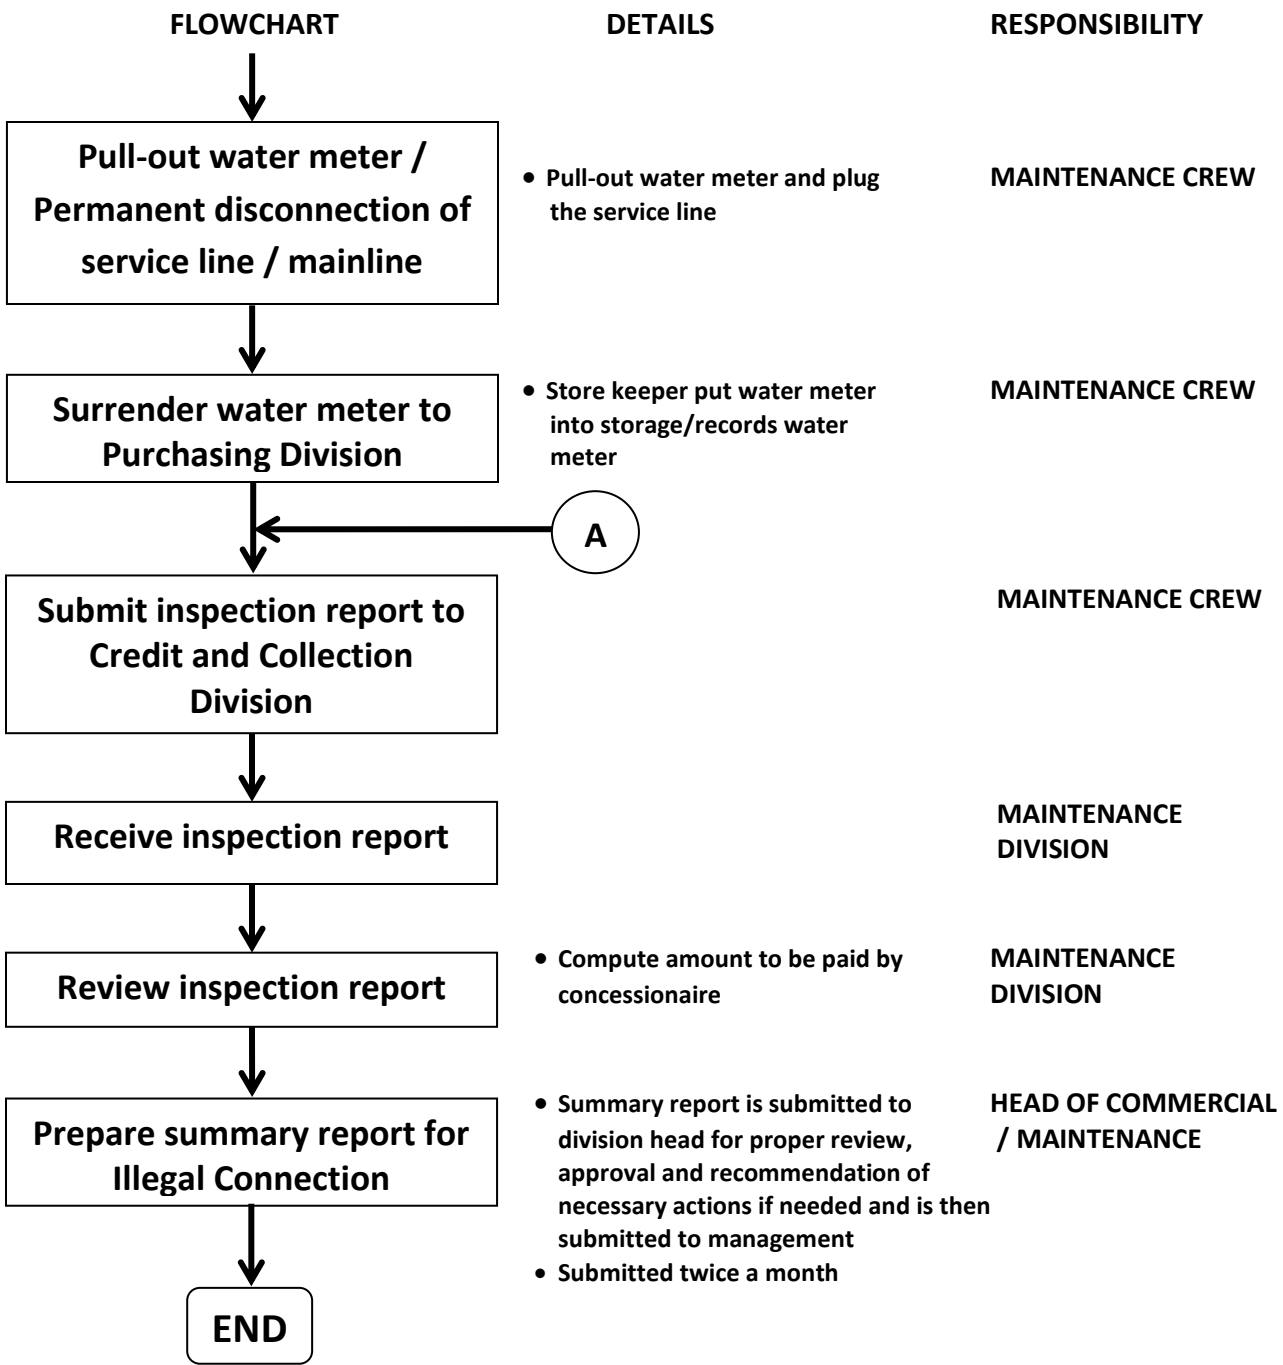 FLOWCHART DETAILS RESPONSIBILITY
Pull-out water meter /
Permanent disconnection of
service line / mainline
• Pull-out water meter and plug
the service line
MAINTENANCE CREW
Surrender water meter to
Purchasing Division
• Store keeper put water meter
into storage/records water
meter
MAINTENANCE CREW
A
Submit inspection report to
Credit and Collection
Division
MAINTENANCE CREW
Receive inspection report
MAINTENANCE
DIVISION
Review inspection report
• Compute amount to be paid by
concessionaire
MAINTENANCE
DIVISION
Prepare summary report for
Illegal Connection
• Summary report is submitted to
division head for proper review,
approval and recommendation of
necessary actions if needed and is then
submitted to management
• Submitted twice a month
HEAD OF COMMERCIAL
/ MAINTENANCE
END